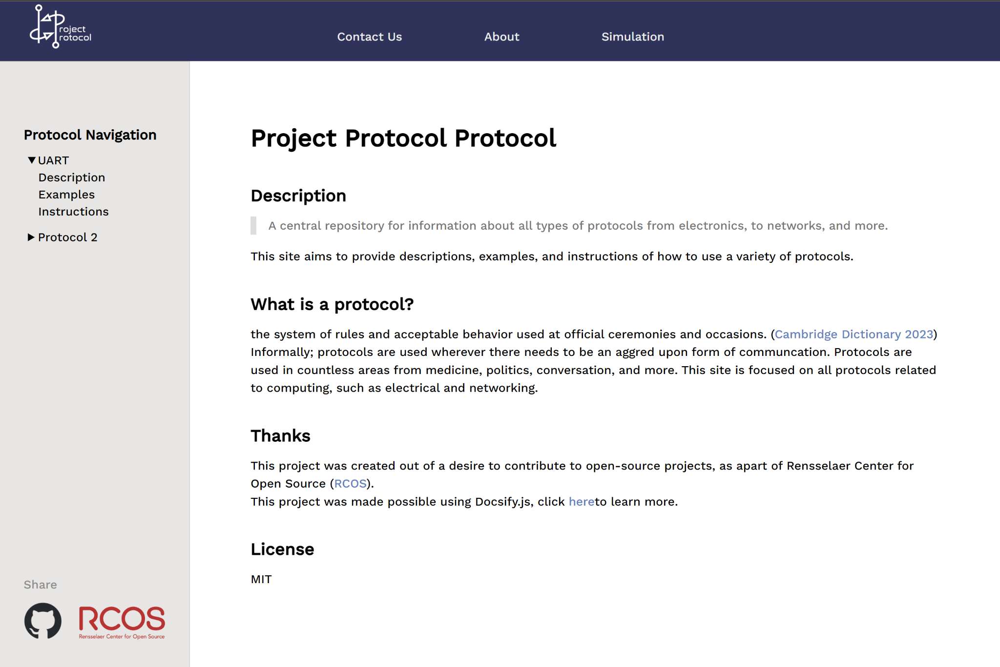 roject
rotocol
Contact Us
About
Simulation
Protocol Navigation
▼ UART
Description
Examples
Instructions
▶ Protocol 2
Share
RCOS
Rensselaer Center for Open Source
Project Protocol Protocol
Description
A central repository for information about all types of protocols from electronics, to networks, and more.
This site aims to provide descriptions, examples, and instructions of how to use a variety of protocols.
What is a protocol?
the system of rules and acceptable behavior used at official ceremonies and occasions. (Cambridge Dictionary 2023)
Informally; protocols are used wherever there needs to be an aggred upon form of communcation. Protocols are
used in countless areas from medicine, politics, conversation, and more. This site is focused on all protocols related
to computing, such as electrical and networking.
Thanks
This project was created out of a desire to contribute to open-source projects, as apart of Rensselaer Center for
Open Source (RCOS).
This project was made possible using Docsify.js, click hereto learn more.
License
MIT